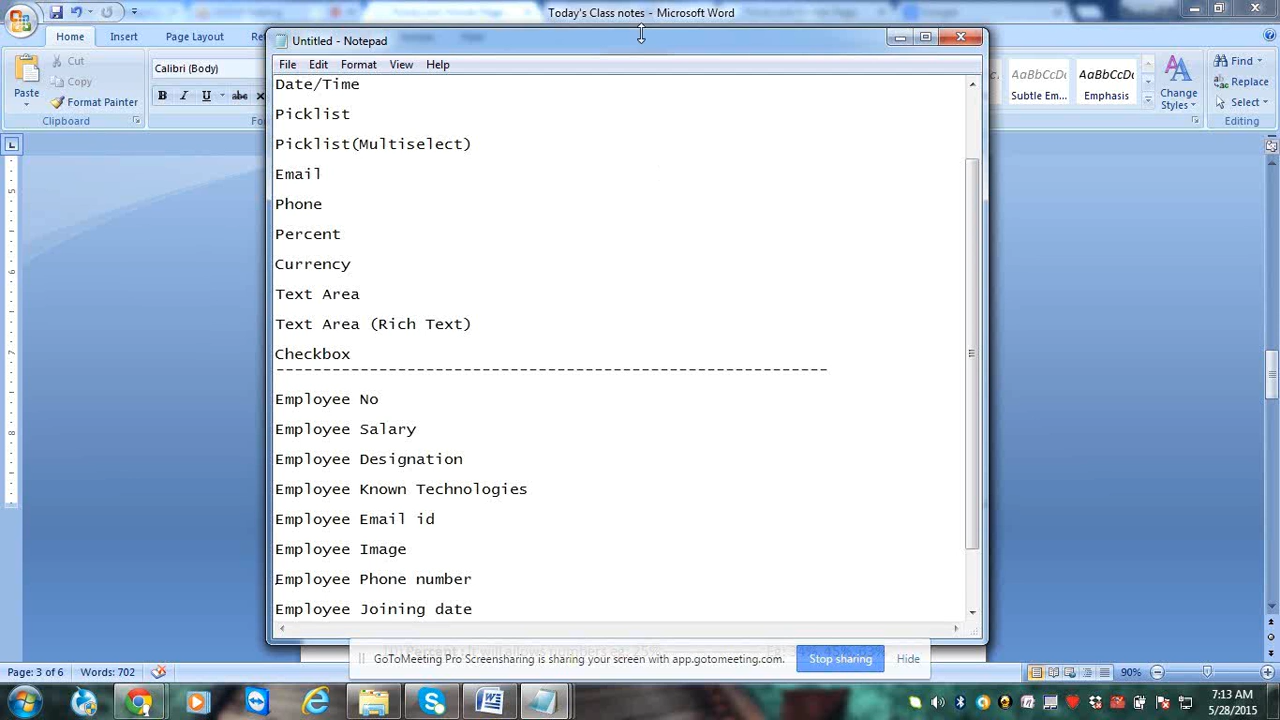 Today's Class notes - Microsoft Word
Home
Insert
Page Layout
Cut
Copy
Format Painter
Paste
Clipboard
Calibri (Body)
B I U abc
Untitled - Notepad
File Edit Format View Help
Date/Time
Picklist
Picklist(Multiselect)
Email
Phone
Percent
Currency
Text Area
Text Area (Rich Text)
Checkbox
-----------------------------------------------------------
Employee No
Employee Salary
Employee Designation
Employee Known Technologies
Employee Email id
Employee Image
Employee Phone number
Employee Joining date
AaBbCcDc
Subtle Em...
AaBbCcDc
Emphasis
Change
Styles
Find
Replace
Select
Editing
GoToMeeting Pro Screensharing is sharing your screen with app.gotomeeting.com.
Stop sharing
Hide
Page: 3 of 6
Words: 702
90%
7:13 AM
5/28/2015